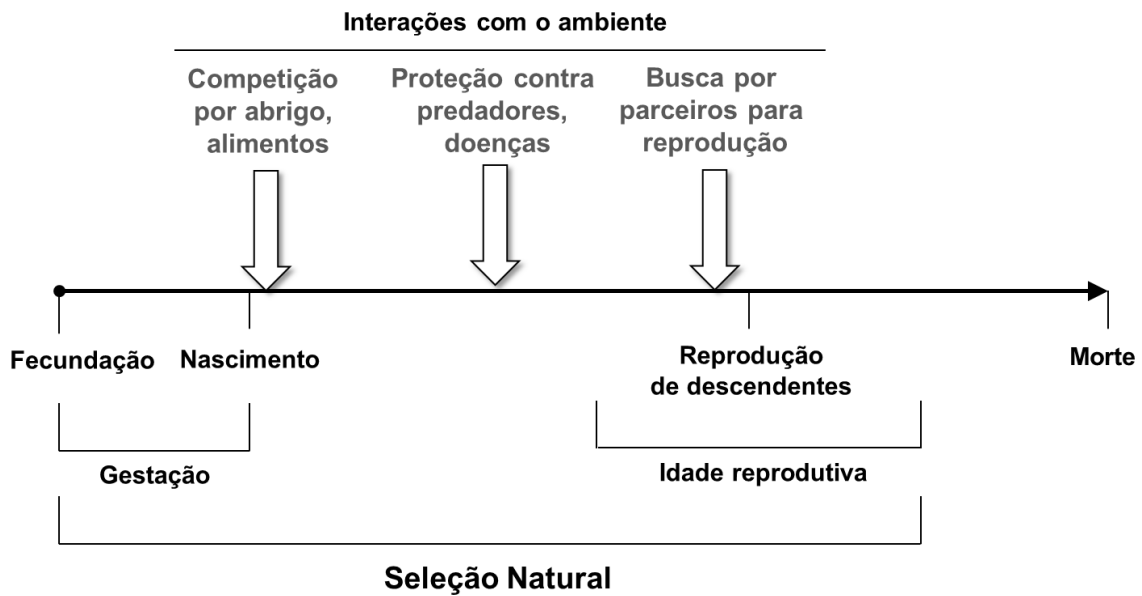 Interações com o ambiente
Competição
por abrigo,
alimentos
Proteção contra
predadores,
doenças
Busca por
parceiros para
reprodução
Fecundação
Nascimento
Reprodução
de descendentes
Morte
Gestação
Idade reprodutiva
Seleção Natural